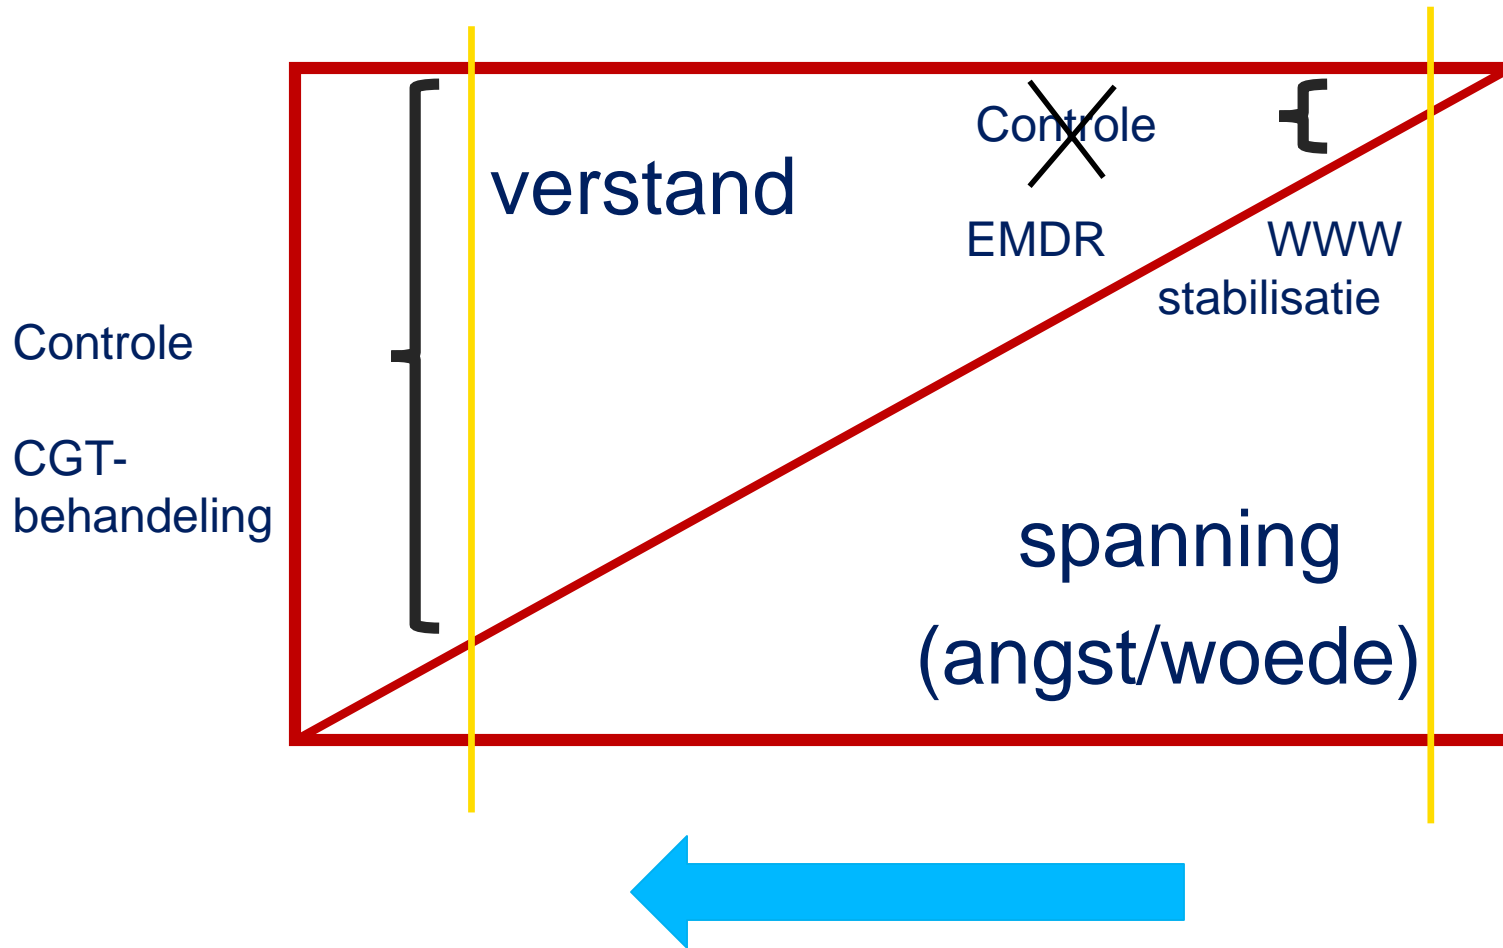 Controle
verstand
EMDR
WWW
stabilisatie
Controle
CGT-
behandeling
spanning
(angst/woede)